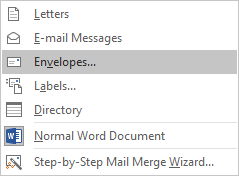 Letters
E-mail Messages
Envelopes...
Labels...
Directory
Normal Word Document
Step-by-Step Mail Merge Wizard...